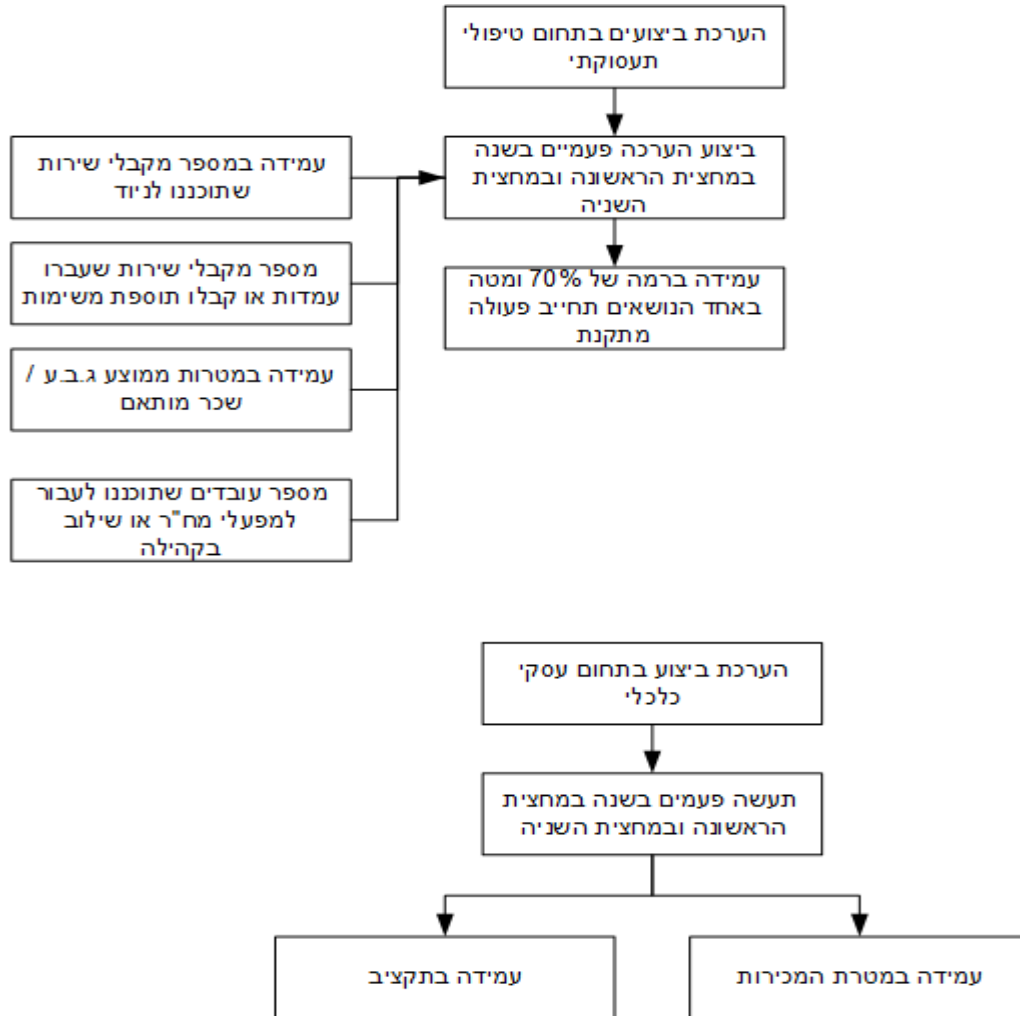 הערכת ביצועים בתחום טיפולי
תעסוקתי
ביצוע הערכה פעמיים בשנה
במחצית הראשונה ובמחצית
השניה
עמידה ברמה של 70% ומטה
באחד הנושאים תחייב פעולה
מתקנת
עמידה במספר מקבלי שירות
שתוכננו לניוד
מספר מקבלי שירות שעברו
עמדות או קבלו תוספת משימות
עמידה במטרות ממוצע ג.ב.ע /
שכר מותאם
מספר עובדים שתוכננו לעבור
למפעלי מח"ר או שילוב
בקהילה
הערכת ביצוע בתחום עסקי
כלכלי
תעשה פעמים בשנה במחצית
הראשונה ובמחצית השניה
עמידה במטרת המכירות
עמידה בתקציב